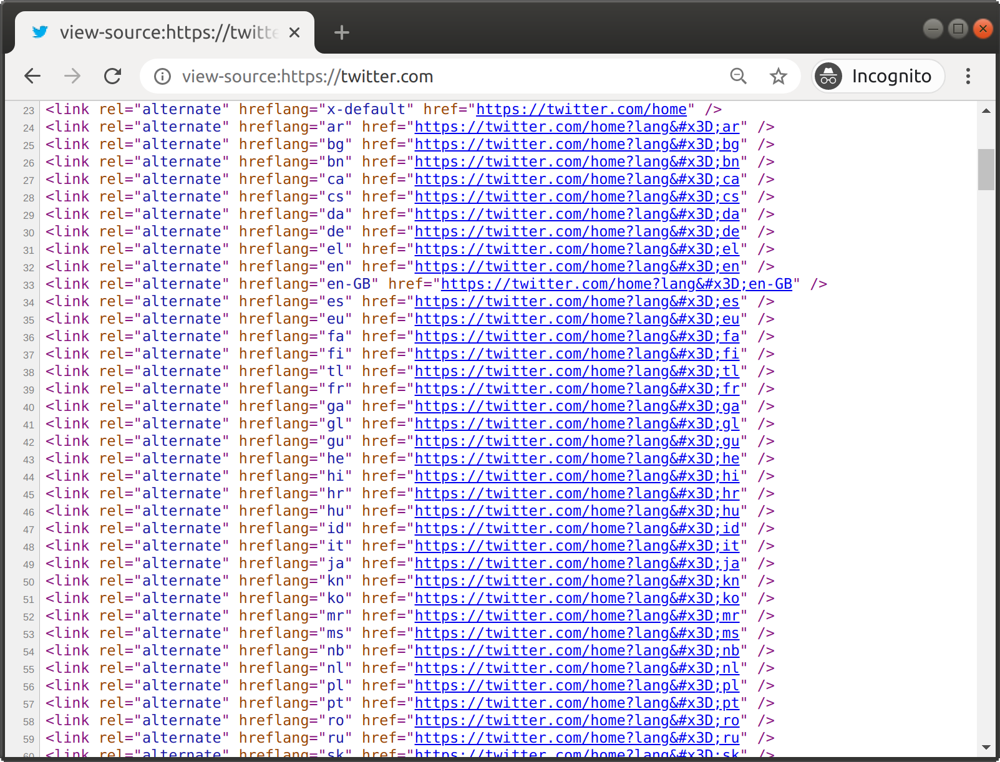 view-source:https://twitte
view-source:https://twitter.com
Incognito
23 <link rel="alternate" hreflang="x-default" href="https://twitter.com/home" />
24 <link rel="alternate" hreflang="ar" href="https://twitter.com/home?lang&#x3D;ar" />
25 <link rel="alternate" hreflang="bg" href="https://twitter.com/home?lang&#x3D;bg" />
26 <link rel="alternate" hreflang="bn" href="https://twitter.com/home?lang&#x3D;bn" />
27 <link rel="alternate" hreflang="ca" href="https://twitter.com/home?lang&#x3D;ca" />
28 <link rel="alternate" hreflang="cs" href="https://twitter.com/home?lang&#x3D;cs" />
29 <link rel="alternate" hreflang="da" href="https://twitter.com/home?lang&#x3D;da" />
30 <link rel="alternate" hreflang="de" href="https://twitter.com/home?lang&#x3D;de" />
31 <link rel="alternate" hreflang="el" href="https://twitter.com/home?lang&#x3D;el" />
32 <link rel="alternate" hreflang="en" href="https://twitter.com/home?lang&#x3D;en" />
33 <link rel="alternate" hreflang="en-GB" href="https://twitter.com/home?lang&#x3D;en-GB" />
34 <link rel="alternate" hreflang="es" href="https://twitter.com/home?lang&#x3D;es" />
35 <link rel="alternate" hreflang="eu" href="https://twitter.com/home?lang&#x3D;eu" />
36 <link rel="alternate" hreflang="fa" href="https://twitter.com/home?lang&#x3D;fa" />
37 <link rel="alternate" hreflang="fi" href="https://twitter.com/home?lang&#x3D;fi" />
38 <link rel="alternate" hreflang="tl" href="https://twitter.com/home?lang&#x3D;tl" />
39 <link rel="alternate" hreflang="fr" href="https://twitter.com/home?lang&#x3D;fr" />
40 <link rel="alternate" hreflang="ga" href="https://twitter.com/home?lang&#x3D;ga" />
41 <link rel="alternate" hreflang="gl" href="https://twitter.com/home?lang&#x3D;gl" />
42 <link rel="alternate" hreflang="gu" href="https://twitter.com/home?lang&#x3D;gu" />
43 <link rel="alternate" hreflang="he" href="https://twitter.com/home?lang&#x3D;he" />
44 <link rel="alternate" hreflang="hi" href="https://twitter.com/home?lang&#x3D;hi" />
45 <link rel="alternate" hreflang="hr" href="https://twitter.com/home?lang&#x3D;hr" />
46 <link rel="alternate" hreflang="hu" href="https://twitter.com/home?lang&#x3D;hu" />
47 <link rel="alternate" hreflang="id" href="https://twitter.com/home?lang&#x3D;id" />
48 <link rel="alternate" hreflang="it" href="https://twitter.com/home?lang&#x3D;it" />
49 <link rel="alternate" hreflang="ja" href="https://twitter.com/home?lang&#x3D;ja" />
50 <link rel="alternate" hreflang="kn" href="https://twitter.com/home?lang&#x3D;kn" />
51 <link rel="alternate" hreflang="ko" href="https://twitter.com/home?lang&#x3D;ko" />
52 <link rel="alternate" hreflang="mr" href="https://twitter.com/home?lang&#x3D;mr" />
53 <link rel="alternate" hreflang="ms" href="https://twitter.com/home?lang&#x3D;ms" />
54 <link rel="alternate" hreflang="nb" href="https://twitter.com/home?lang&#x3D;nb" />
55 <link rel="alternate" hreflang="nl" href="https://twitter.com/home?lang&#x3D;nl" />
56 <link rel="alternate" hreflang="pl" href="https://twitter.com/home?lang&#x3D;pl" />
57 <link rel="alternate" hreflang="pt" href="https://twitter.com/home?lang&#x3D;pt" />
58 <link rel="alternate" hreflang="ro" href="https://twitter.com/home?lang&#x3D;ro" />
59 <link rel="alternate" hreflang="ru" href="https://twitter.com/home?lang&#x3D;ru" />
60 <link rel="alternate" hreflang="sk" href="https://twitter.com/home?lang&#x3D;sk" />